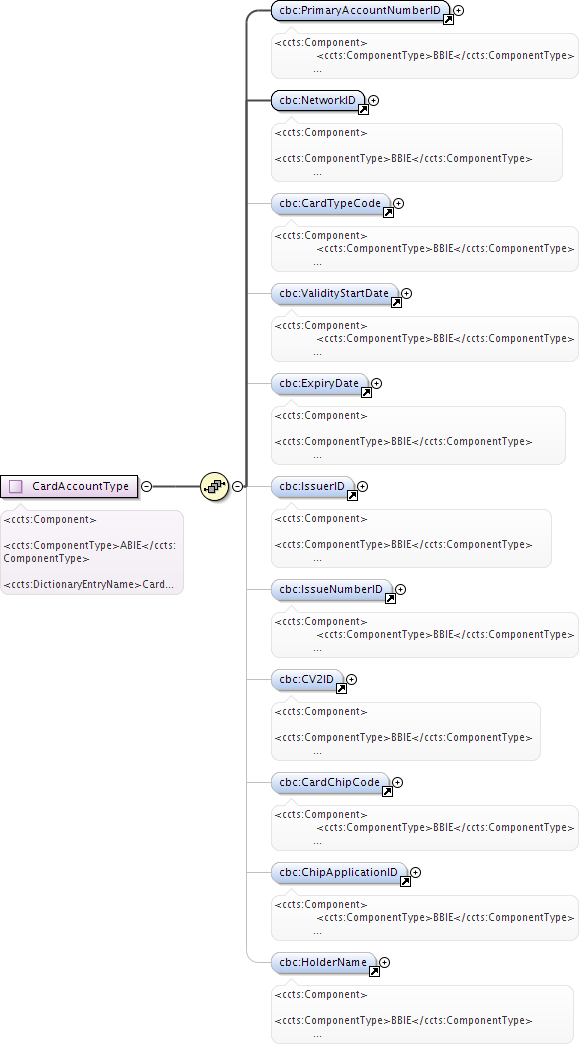 cbc:PrimaryAccountNumberID
<ccts:Component>
<ccts:ComponentType>BBIE</ccts:ComponentType>
...
cbc:NetworkID
<ccts:Component>
<ccts:ComponentType>BBIE</ccts:ComponentType>
...
cbc:CardTypeCode
<ccts:Component>
<ccts:ComponentType>BBIE</ccts:ComponentType>
...
cbc:ValidityStartDate
<ccts:Component>
<ccts:ComponentType>BBIE</ccts:ComponentType>
...
cbc:ExpiryDate
<ccts:Component>
<ccts:ComponentType>BBIE</ccts:ComponentType>
...
CardAccountType
<ccts:Component>
<ccts:ComponentType>ABIE</ccts:
ComponentType>
<ccts:DictionaryEntryName>Card...
cbc:IssuerID
<ccts:Component>
<ccts:ComponentType>BBIE</ccts:ComponentType>
...
cbc:IssueNumberID
<ccts:Component>
<ccts:ComponentType>BBIE</ccts:ComponentType>
...
cbc:CV2ID
<ccts:Component>
<ccts:ComponentType>BBIE</ccts:ComponentType>
...
cbc:CardChipCode
<ccts:Component>
<ccts:ComponentType>BBIE</ccts:ComponentType>
...
cbc:ChipApplicationID
<ccts:Component>
<ccts:ComponentType>BBIE</ccts:ComponentType>
...
cbc:HolderName
<ccts:Component>
<ccts:ComponentType>BBIE</ccts:ComponentType>
...